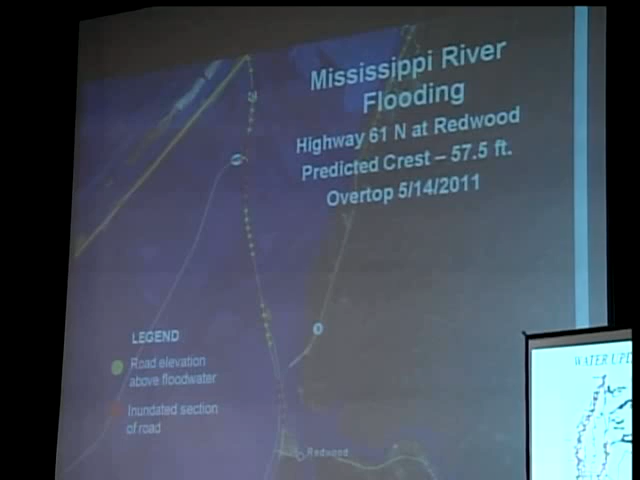 Mississippi River
Flooding
Highway 61 N at Redwood
Predicted Crest – 57.5 ft.
Overtop 5/14/2011
LEGEND
Road elevation
above floodwater
Inundated section
of road
Redwood
WATER